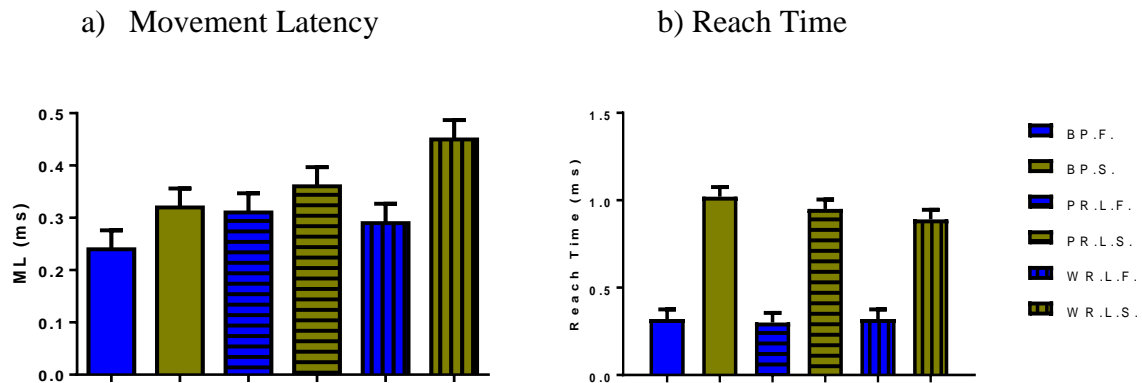 a) Movement Latency
b) Reach Time
ML (ms)
0.5
0.4
0.3
0.2
0.1
0.0
Reach Time (ms)
1.5
1.0
0.5
0.0
BP.F.
BP.S.
PR.L.F.
PR.L.S.
WR.L.F.
WR.L.S.